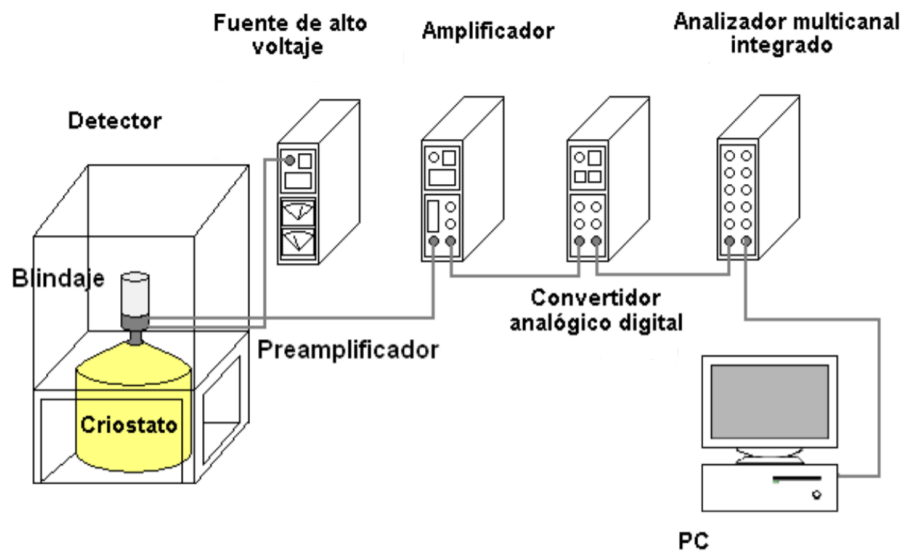 Fuente de alto
voltaje
Amplificador
Analizador multicanal
integrado
Detector
Blindaje
Preamplificador
Convertidor
analógico digital
Criostato
PC